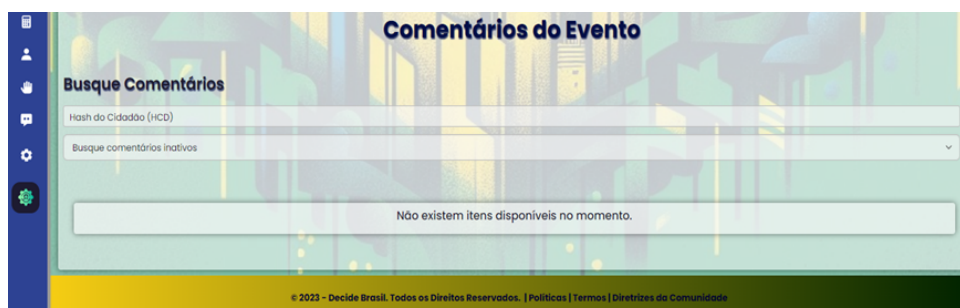 Comentários do Evento
Busque Comentários
Hash do Cidadão (HCD)
Busque comentários inativos
Não existem itens disponíveis no momento.
© 2023 - Decide Brasil. Todos os Direitos Reservados. | Políticas | Termos | Diretrizes da Comunidade